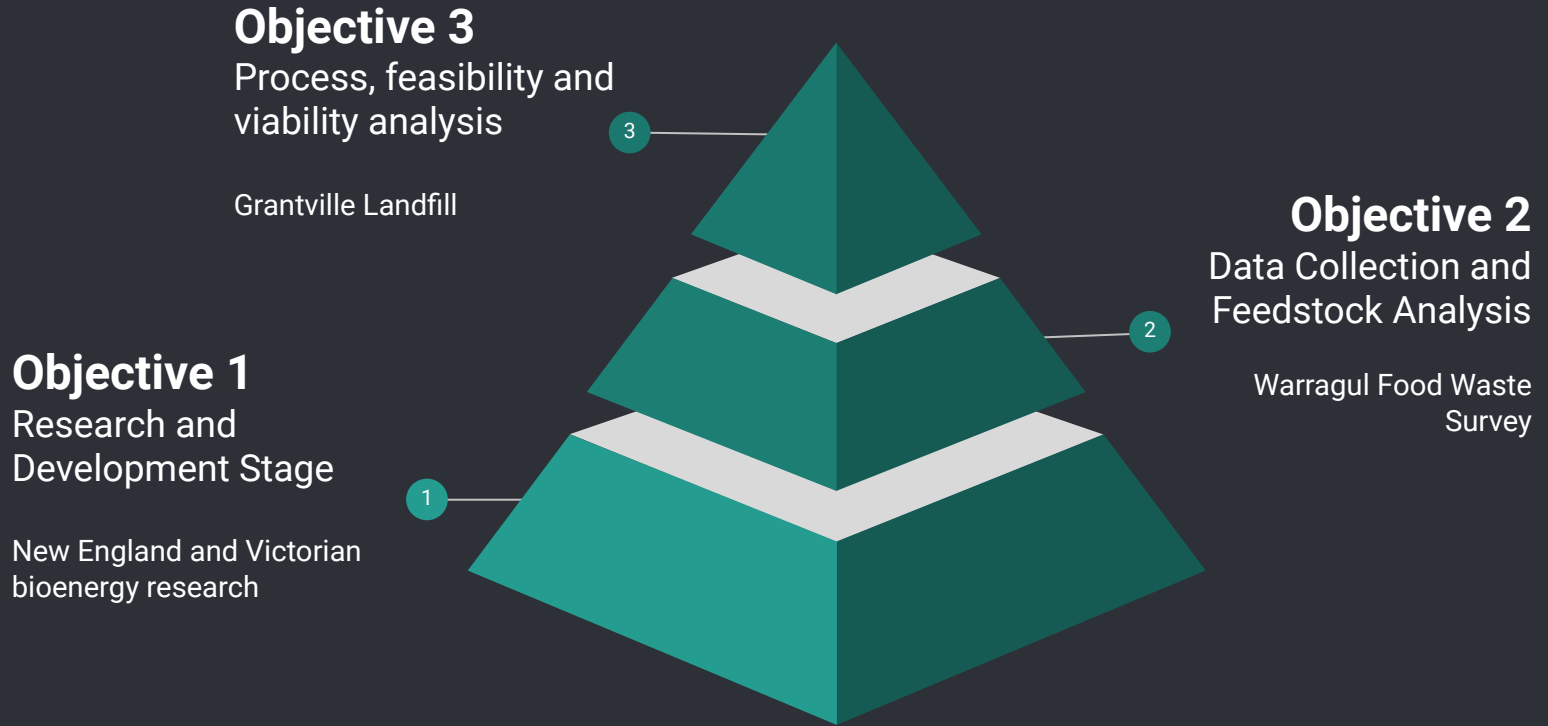 Objective 3
Process, feasibility and
viability analysis
Grantville Landfill
3
Objective 2
Data Collection and
Feedstock Analysis
Warragul Food Waste
Survey
2
Objective 1
Research and
Development Stage
New England and Victorian
bioenergy research
1